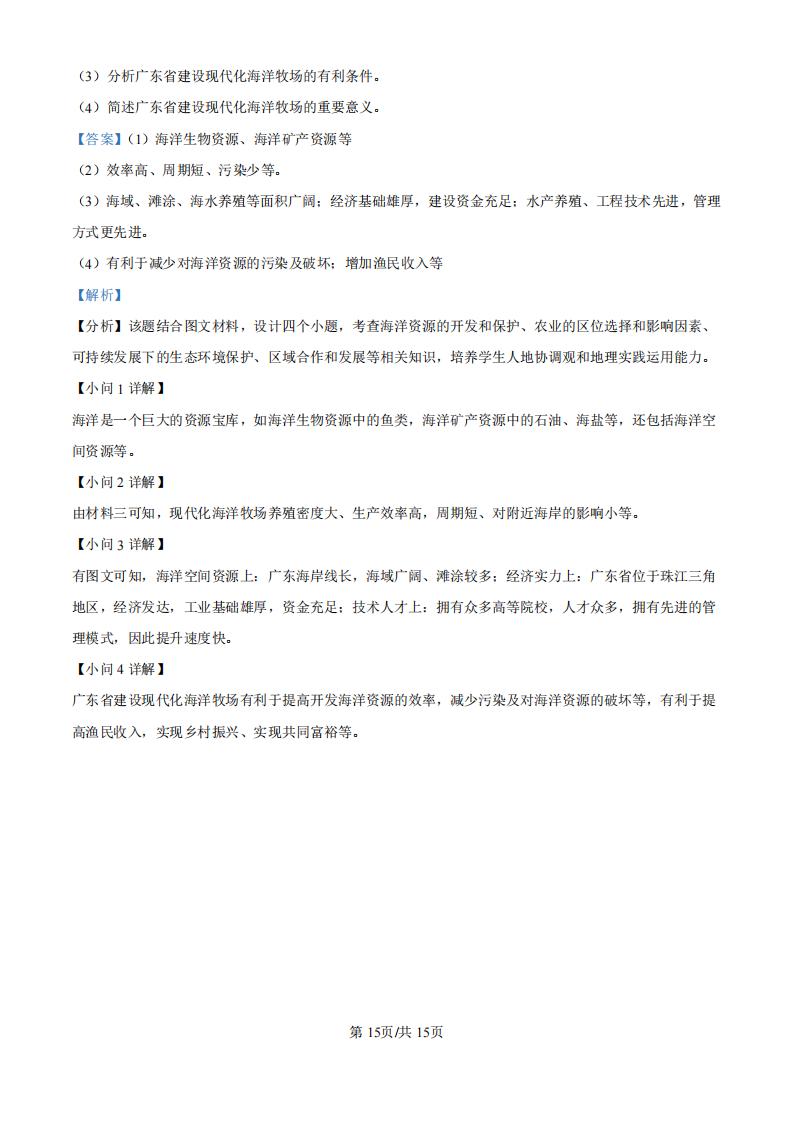 （3）分析广东省建设现代化海洋牧场的有利条件。
（4）简述广东省建设现代化海洋牧场的重要意义。
【答案】（1）海洋生物资源、海洋矿产资源等
（2）效率高、周期短、污染少等。
（3）海域、滩涂、海水养殖等面积广阔；经济基础雄厚，建设资金充足；水产养殖、工程技术先进，管理
方式更先进。
（4）有利于减少对海洋资源的污染及破坏；增加渔民收入等
【解析】
【分析】该题结合图文材料，设计四个小题，考查海洋资源的开发和保护、农业的区位选择和影响因素、
可持续发展下的生态环境保护、区域合作和发展等相关知识，培养学生人地协调观和地理实践运用能力。
【小问 1 详解】
海洋是一个巨大的资源宝库，如海洋生物资源中的鱼类，海洋矿产资源中的石油、海盐等，还包括海洋空
间资源等。
【小问 2 详解】
由材料三可知，现代化海洋牧场养殖密度大、生产效率高，周期短、对附近海岸的影响小等。
【小问 3 详解】
有图文可知，海洋空间资源上：广东海岸线长，海域广阔、滩涂较多；经济实力上：广东省位于珠江三角
地区，经济发达，工业基础雄厚，资金充足；技术人才上：拥有众多高等院校，人才众多，拥有先进的管
理模式，因此提升速度快。
【小问 4 详解】
广东省建设现代化海洋牧场有利于提高开发海洋资源的效率，减少污染及对海洋资源的破坏等，有利于提
高渔民收入，实现乡村振兴、实现共同富裕等。
第 15页/共 15页